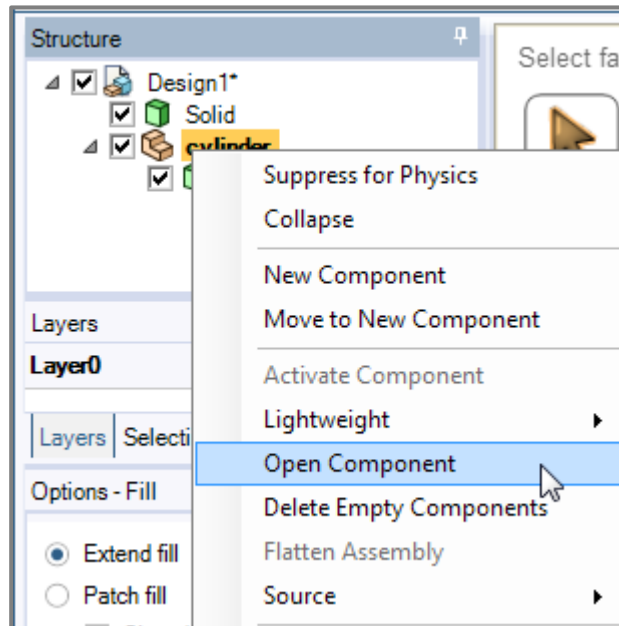 Structure
Select fa
Design1*
Solid
cylinder
Suppress for Physics
Collapse
New Component
Move to New Component
Layers
Layer0
Activate Component
Lightweight
Layers Selecti
Open Component
Options - Fill
Delete Empty Components
Extend fill
Flatten Assembly
Patch fill
Source